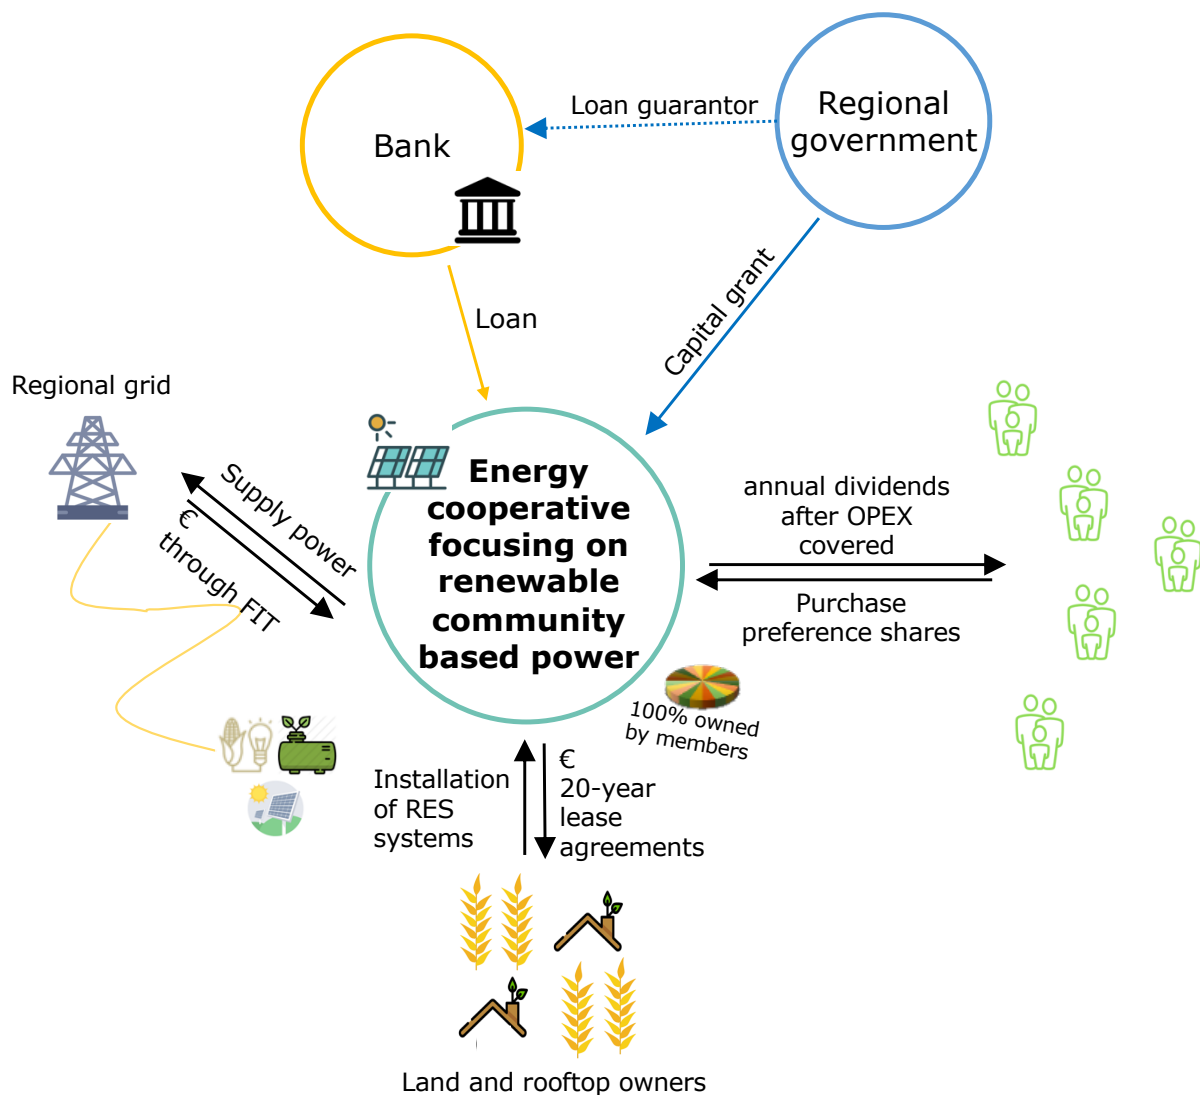 Loan guarantor
Regional
government
Bank
Capital grant
Loan
Regional grid
Supply power
€
through FIT
Energy
cooperative
focusing on
renewable
community
based power
annual dividends
after OPEX
covered
Purchase
preference shares
100% owned
by members
Installation
of RES
systems
€
20-year
lease
agreements
Land and rooftop owners